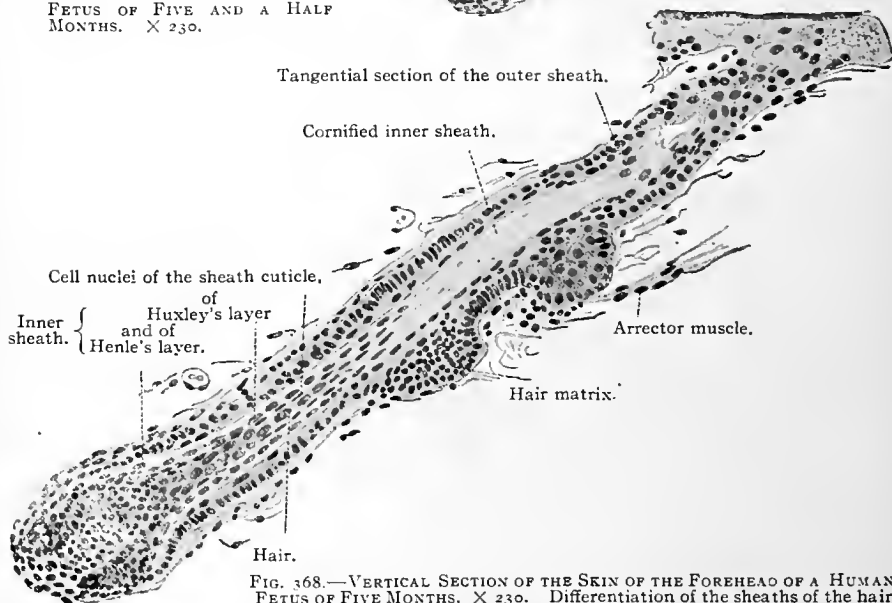 FETUS OF FIVE AND A HALF
MONTHS. × 230.
Tangential section of the outer sheath.
Cornified inner sheath.
Cell nuclei of the sheath cuticle,
of
Huxley's layer
Inner
sheath.
and of
Henle's layer.
Arrector muscle.
Hair matrix.
Hair.
FIG. 368.—VERTICAL SECTION OF THE SKIN OF THE FOREHEAD OF A HUMAN
FETUS OF FIVE MONTHS. × 230. Differentiation of the sheaths of the hair